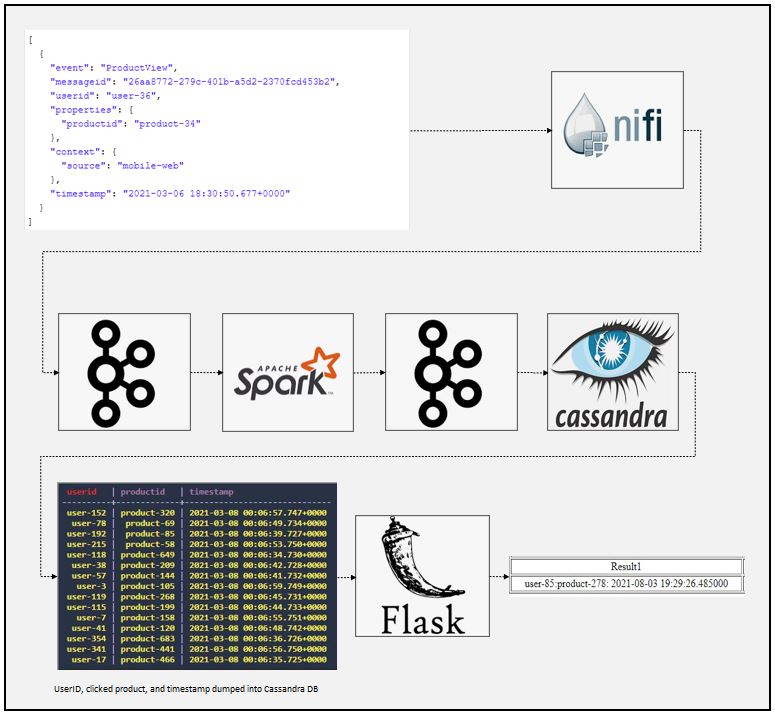 [
{
"event": "ProductView",
"messageid": "26aa8772-279c-401b-a5d2-2370fcd453b2",
"userid": "user-36",
"properties": {
"productid": "product-34"
},
"context": {
"source": "mobile-web"
},
"timestamp": "2021-03-06 18:30:50.677+0000"
}
]
nifi
APACHE
Spark™
cassandra
userid | productid | timestamp
----------+-------------+---------------------------------
user-152 | product-320 | 2021-03-08 00:06:57.747+0000
user-78 | product-69 | 2021-03-08 00:06:49.734+0000
user-192 | product-85 | 2021-03-08 00:06:39.727+0000
user-215 | product-58 | 2021-03-08 00:06:53.750+0000
user-118 | product-649 | 2021-03-08 00:06:34.730+0000
user-38 | product-209 | 2021-03-08 00:06:42.728+0000
user-57 | product-144 | 2021-03-08 00:06:41.732+0000
user-3 | product-105 | 2021-03-08 00:06:59.749+0000
user-119 | product-268 | 2021-03-08 00:06:45.731+0000
user-115 | product-199 | 2021-03-08 00:06:44.733+0000
user-7 | product-158 | 2021-03-08 00:06:55.751+0000
user-41 | product-120 | 2021-03-08 00:06:48.742+0000
user-354 | product-683 | 2021-03-08 00:06:36.726+0000
user-341 | product-441 | 2021-03-08 00:06:56.750+0000
user-17 | product-466 | 2021-03-08 00:06:35.725+0000
Flask
Result1
user-85:product-278: 2021-08-03 19:29:26.485000
UserID, clicked product, and timestamp dumped into Cassandra DB